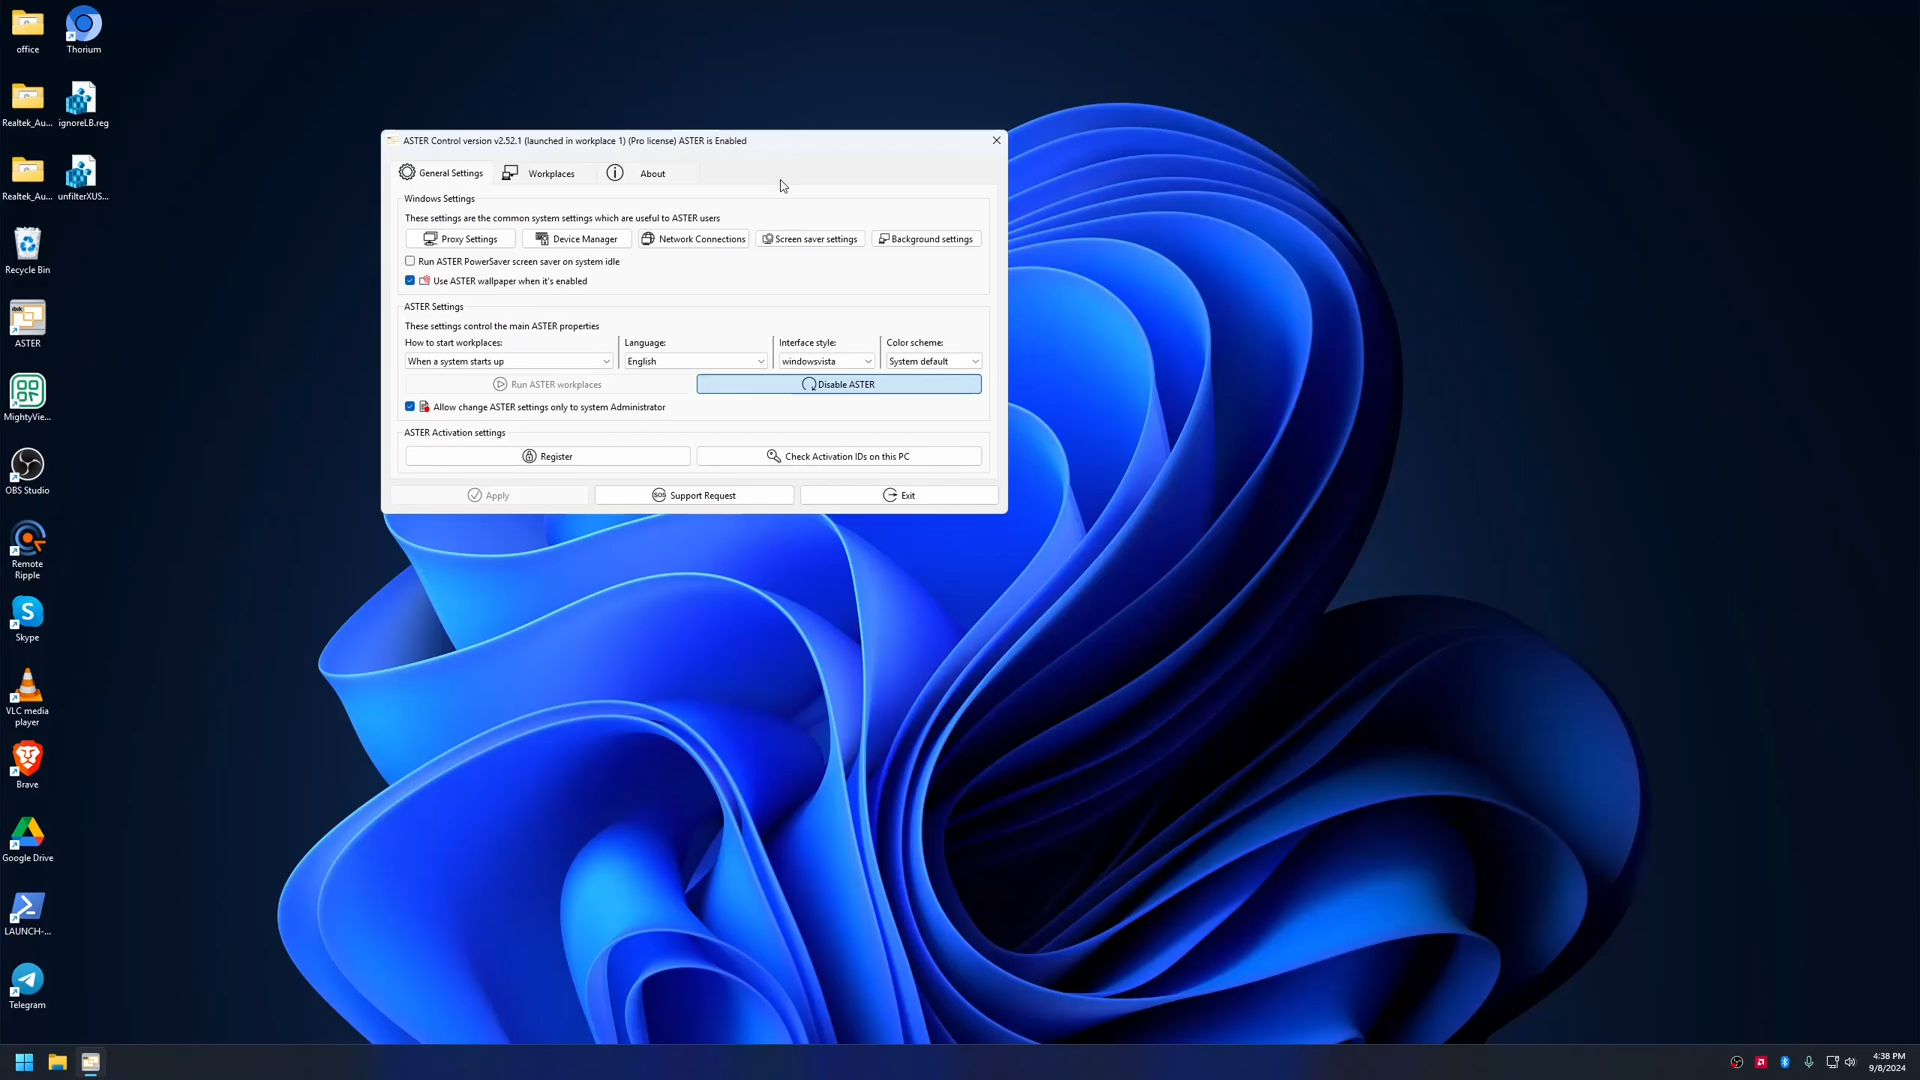 office
Thorium
Realtek_Au...
ignoreLB.reg
Realtek_Au...
unfilterXUS...
Recycle Bin
ASTER
MightyVie...
OBS Studio
Remote
Ripple
Skype
VLC media
player
Brave
Google Drive
LAUNCH-...
Telegram
ASTER Control version v2.52.1 (launched in workplace 1) (Pro license) ASTER is Enabled
General Settings
Workplaces
About
Windows Settings
These settings are the common system settings which are useful to ASTER users
Proxy Settings
Device Manager
Network Connections
Screen saver settings
Background settings
Run ASTER PowerSaver screen saver on system idle
Use ASTER wallpaper when it's enabled
ASTER Settings
These settings control the main ASTER properties
How to start workplaces:
Language:
Interface style:
Color scheme:
When a system starts up
English
windowsvista
System default
Run ASTER workplaces
Disable ASTER
Allow change ASTER settings only to system Administrator
ASTER Activation settings
Register
Check Activation IDs on this PC
Apply
SOS Support Request
Exit
4:38 PM
9/8/2024